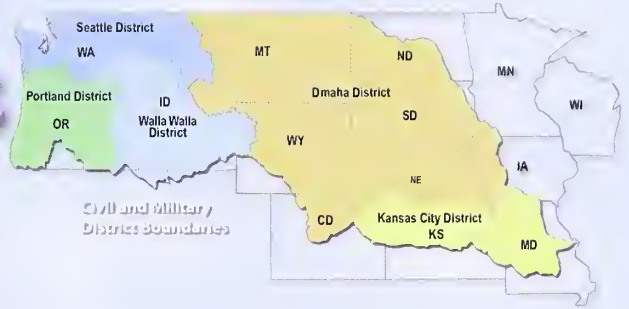 Seattle District
WA
MT
ND
MN
Portland District
OR
ID
Walla Walla
District
Dmaha District
SD
WI
WY
IA
NE
CD
Kansas City District
KS
MD
Civil and Military
District Boundaries